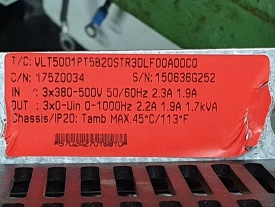 T/C: VLT5001PT5B20STR3DLF00A00C0
C/N: 175Z0034 S/N: 150636G252
IN : 3x380-500V 50/60Hz 2.3A 1.9A
OUT : 3x0-Uin 0-1000Hz 2.2A 1.9A 1.7kVA
Chassis/IP20: Tamb MAX.45°C/113°F